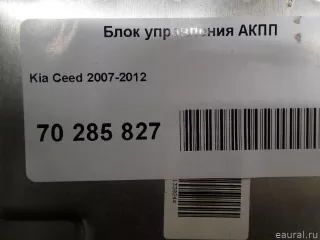 Блок управления АКПП
Kia Ceed 2007-2012
70 285 827
eaural.ru